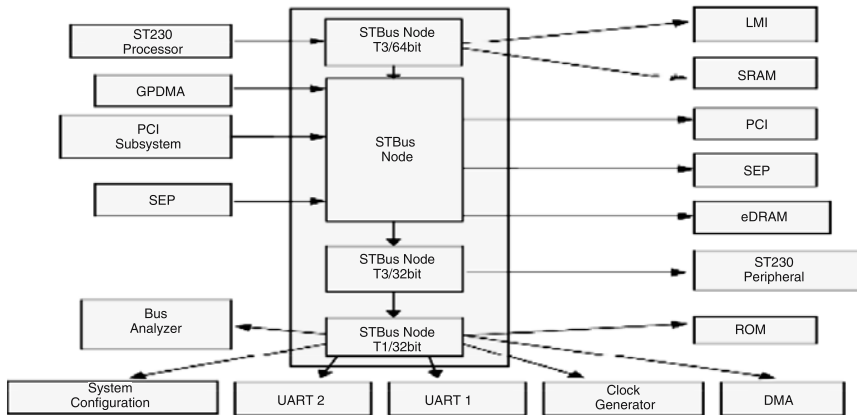 ST230
Processor
STBus Node
T3/64bit
LMI
SRAM
GPDMA
PCI
Subsystem
STBus
Node
PCI
SEP
SEP
eDRAM
STBus Node
T3/32bit
ST230
Peripheral
Bus
Analyzer
STBus Node
T1/32bit
ROM
System
Configuration
UART 2
UART 1
Clock
Generator
DMA